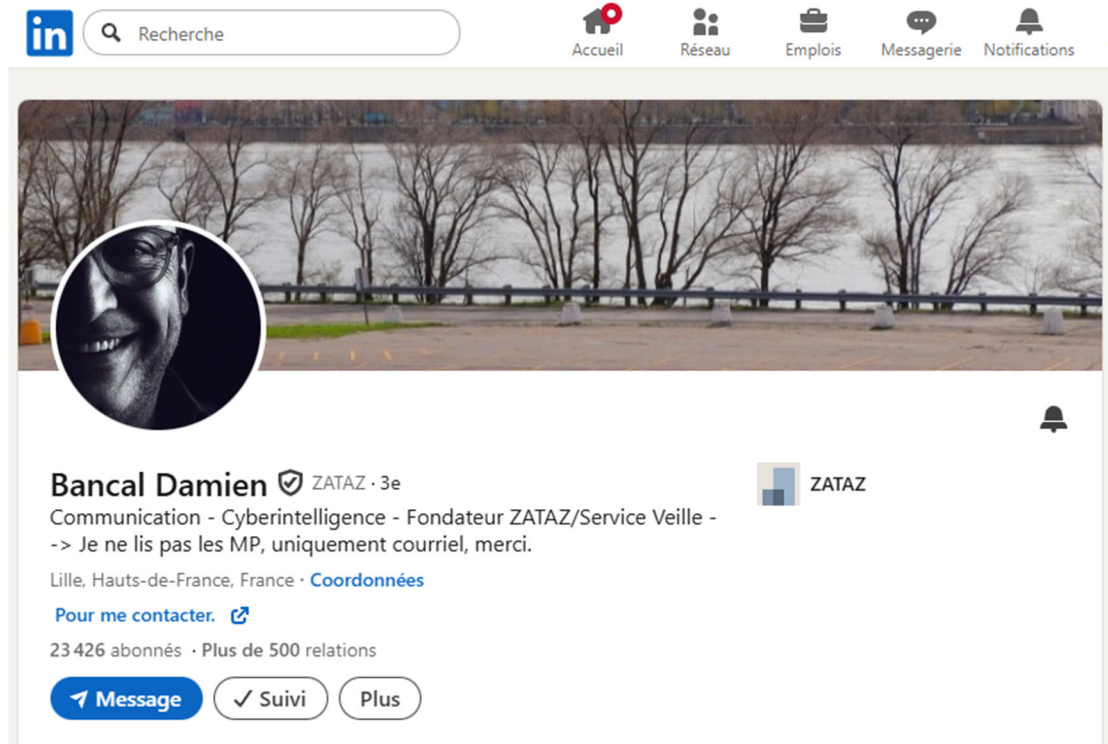 in Recherche
Accueil Réseau Emplois Messagerie Notifications
Bancal Damien ZATAZ · 3e
ZATAZ
Communication - Cyberintelligence - Fondateur ZATAZ/Service Veille -
-> Je ne lis pas les MP, uniquement courriel, merci.
Lille, Hauts-de-France, France · Coordonnées
Pour me contacter.
23 426 abonnés · Plus de 500 relations
Message Suivi Plus